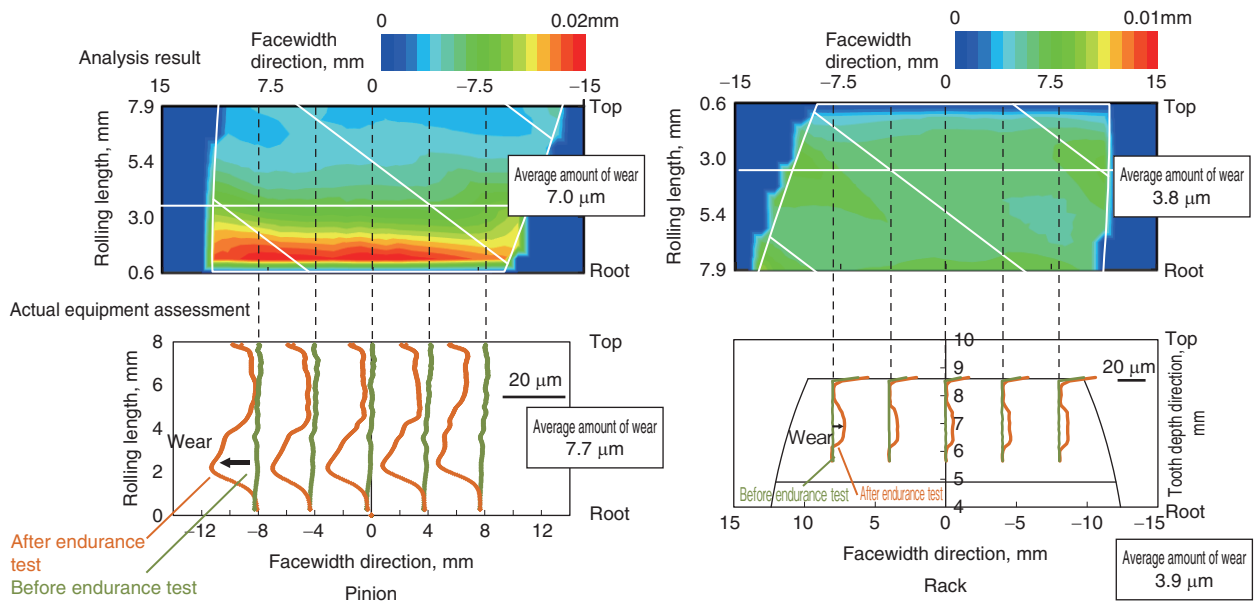 0 0.02mm
Analysis result
Facewidth
direction, mm
15 7.5 0 −7.5 −15
Rolling length, mm
7.9
5.4
3.0
0.6
Top
Root
Average amount of wear
7.0 μm
0 0.01mm
Facewidth
direction, mm
−15 −7.5 0 7.5 15
Rolling length, mm
0.6
3.0
5.4
7.9
Top
Root
Average amount of wear
3.8 μm
Actual equipment assessment
Rolling length, mm
8
6
4
2
0
Top
Root
20 μm
Average amount of wear
7.7 μm
Wear
−12 −8 −4 0 4 8 12
After endurance
test
Before endurance test
Facewidth direction, mm
Pinion
10
9
8
7
6
5
4
Top
Root
20 μm
Tooth depth direction,
mm
Wear
Before endurance test
After endurance test
15 10 5 0 −5 −10 −15
Facewidth direction, mm
Rack
Average amount of wear
3.9 μm